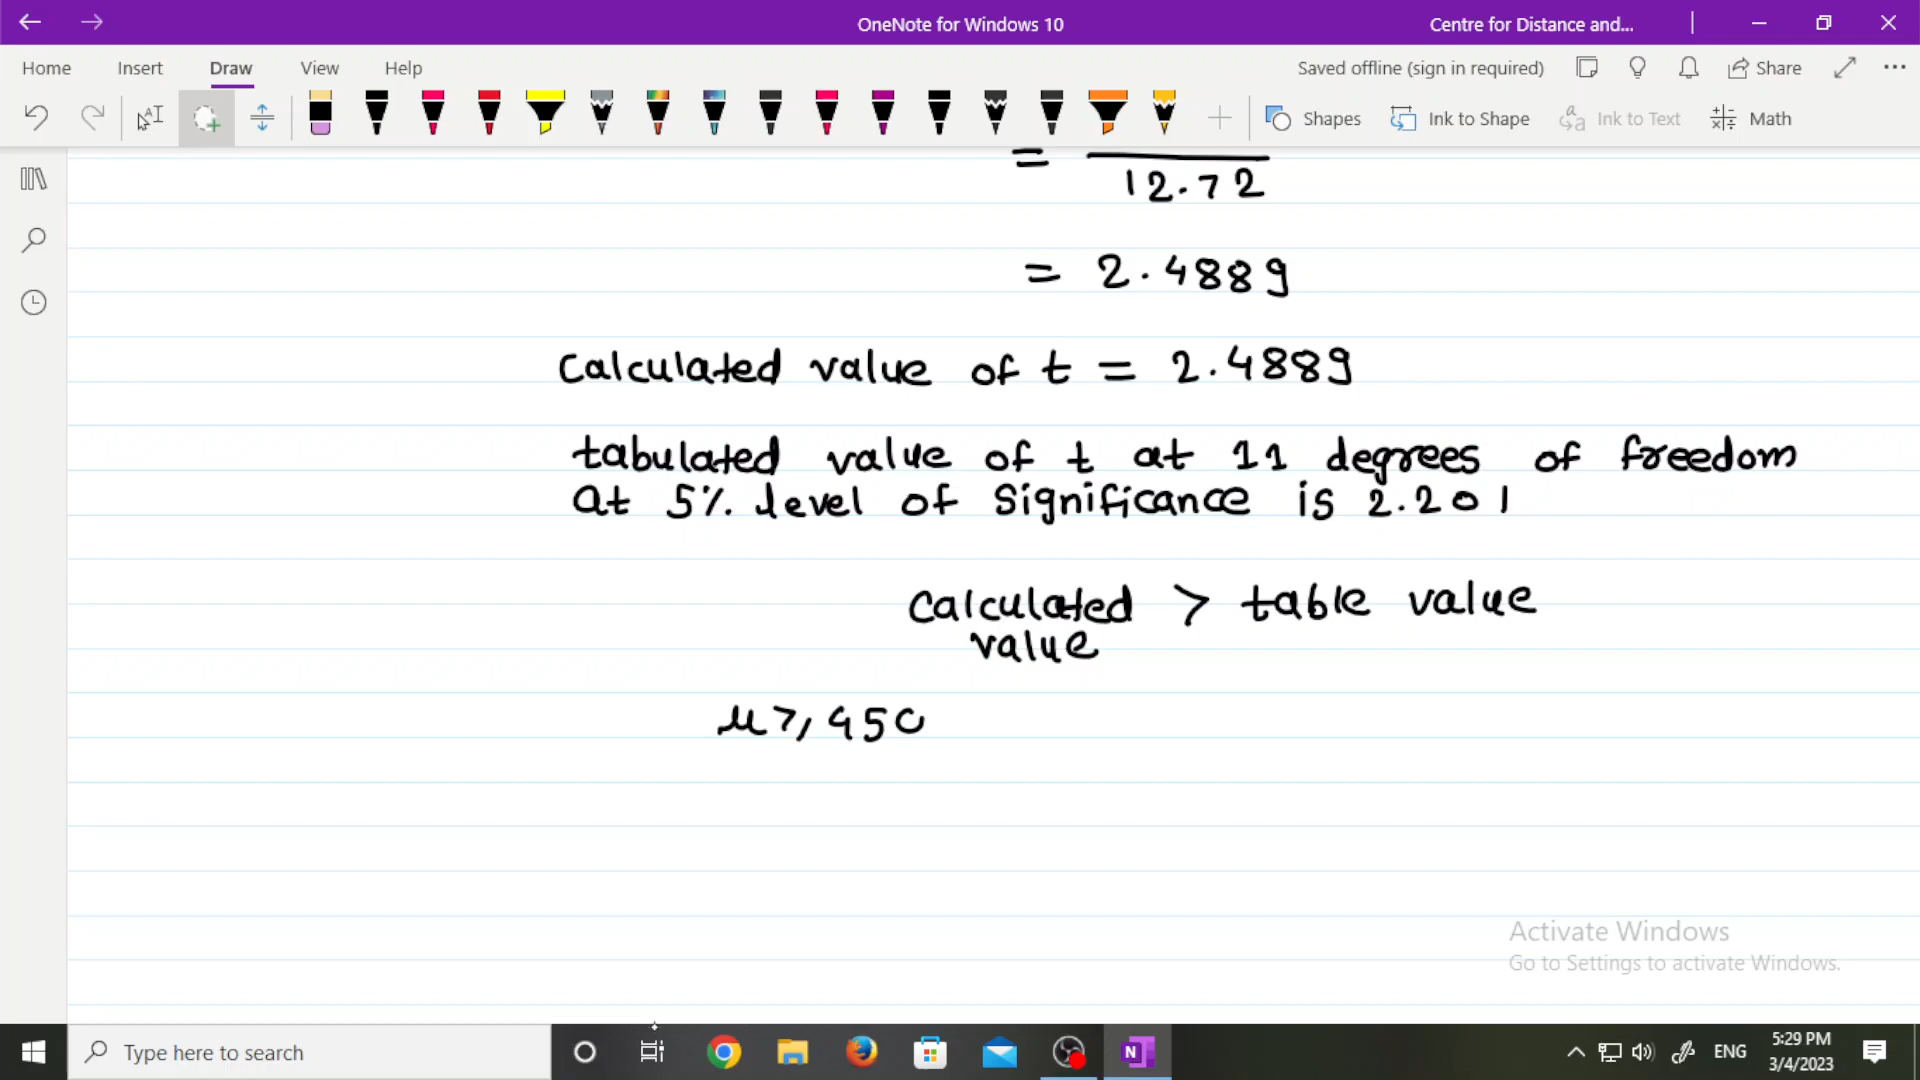 OneNote for Windows 10
Centre for Distance and...
Home Insert Draw View Help
Saved offline (sign in required)
Share
Shapes
Ink to Shape
Ink to Text
Math
=
12.72
= 2.4889
Calculated value of t = 2.4889
tabulated value of t at 11 degrees of freedom
at 5% level of significance is 2.201
Calculated > table value
value
μ ⩾ 450
Activate Windows
Go to Settings to activate Windows.
Type here to search
ENG
5:29 PM
3/4/2023